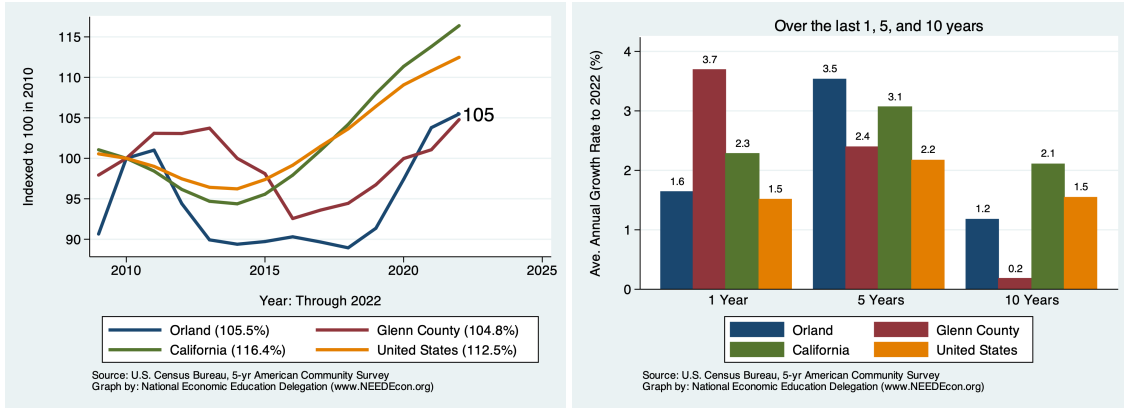 Indexed to 100 in 2010
115
110
105
100
95
90
105
2010
2015
2020
2025
Year: Through 2022
Orland (105.5%)
Glenn County (104.8%)
California (116.4%)
United States (112.5%)
Source: U.S. Census Bureau, 5-yr American Community Survey
Graph by: National Economic Education Delegation (www.NEEDEcon.org)
Over the last 1, 5, and 10 years
Ave. Annual Growth Rate to 2022 (%)
4
3
2
1
0
1.6
3.7
2.3
1.5
3.5
2.4
3.1
2.2
1.2
0.2
2.1
1.5
1 Year
5 Years
10 Years
Orland
Glenn County
California
United States
Source: U.S. Census Bureau, 5-yr American Community Survey
Graph by: National Economic Education Delegation (www.NEEDEcon.org)